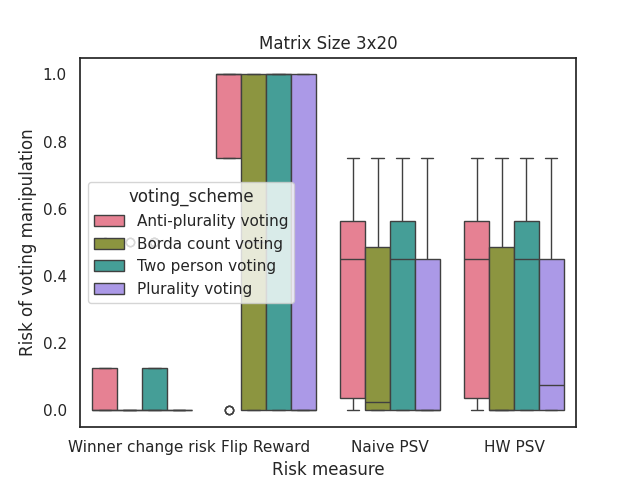 Matrix Size 3x20
Risk of voting manipulation
1.0
0.8
0.6
0.4
0.2
0.0
voting_scheme
Anti-plurality voting
Borda count voting
Two person voting
Plurality voting
Winner change risk
Flip Reward
Naive PSV
HW PSV
Risk measure